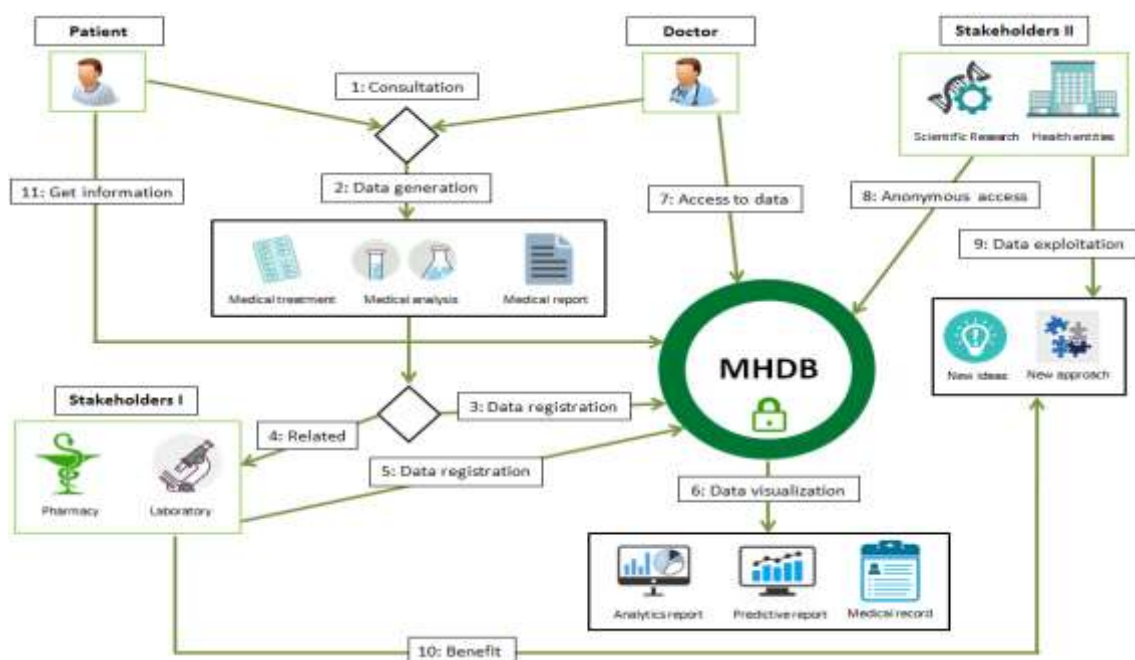 Patient
Doctor
Stakeholders II
1: Consultation
Scientific Research
Health entities
11: Get information
2: Data generation
7: Access to data
8: Anonymous access
9: Data exploitation
Medical treatment
Medical analysis
Medical report
MHDB
New ideas
New approach
Stakeholders I
3: Data registration
4: Related
5: Data registration
Pharmacy
Laboratory
6: Data visualization
Analytics report
Predictive report
Medical record
10: Benefit